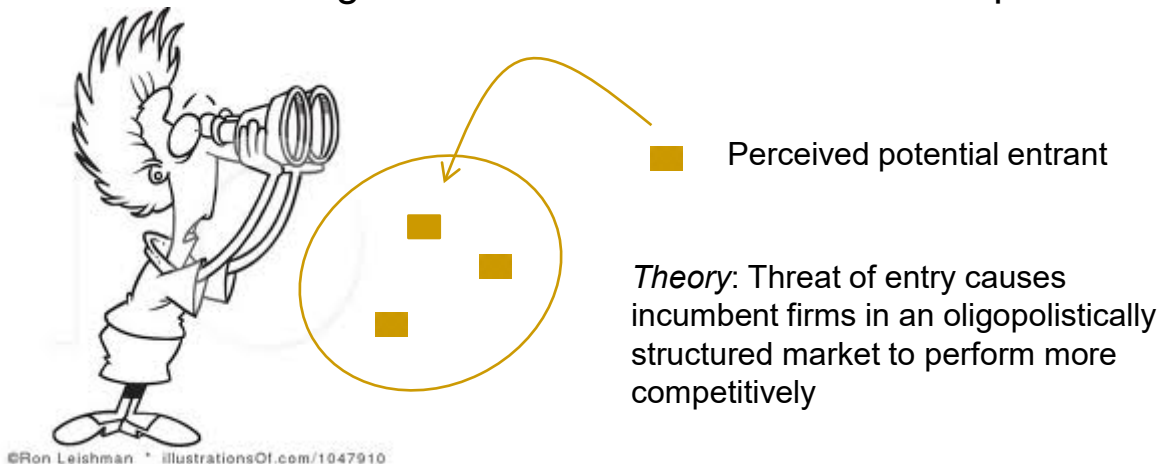 Perceived potential entrant
Theory: Threat of entry causes
incumbent firms in an oligopolistically
structured market to perform more
competitively
©Ron Leishman * illustrationsOf.com/1047910